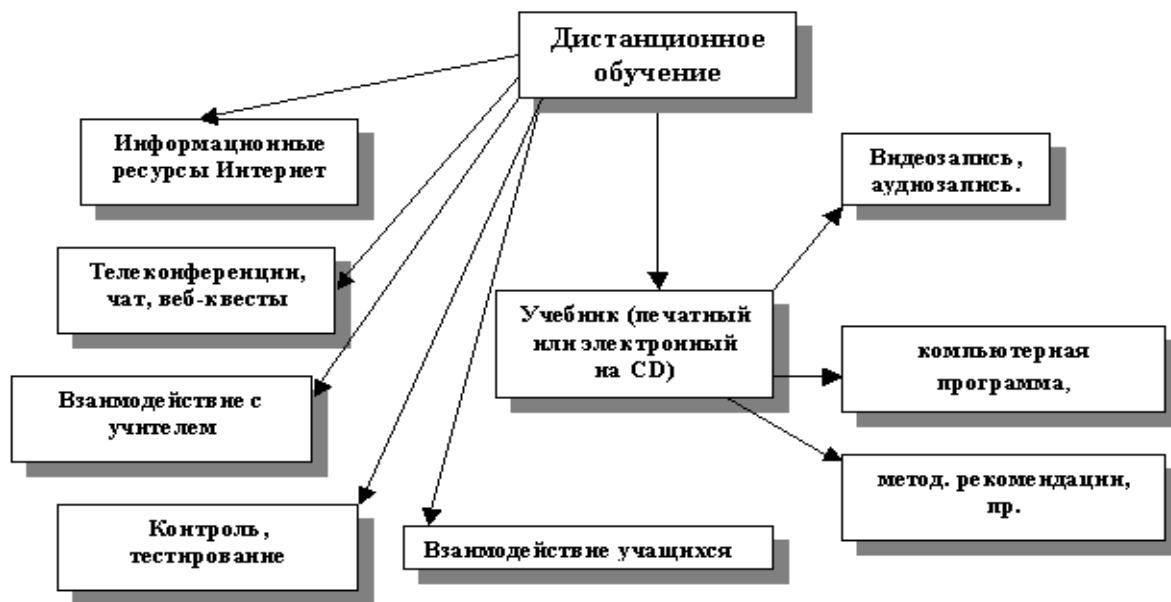 Дистанционное
обучение
Информационные
ресурсы Интернет
Видеозапись,
аудиозапись.
Телеконференции,
чат, веб-квесты
Учебник (печатный
или электронный
на CD)
компьютерная
программа,
Взаимодействие с
учителем
метод. рекомендации,
пр.
Контроль,
тестирование
Взаимодействие учащихся